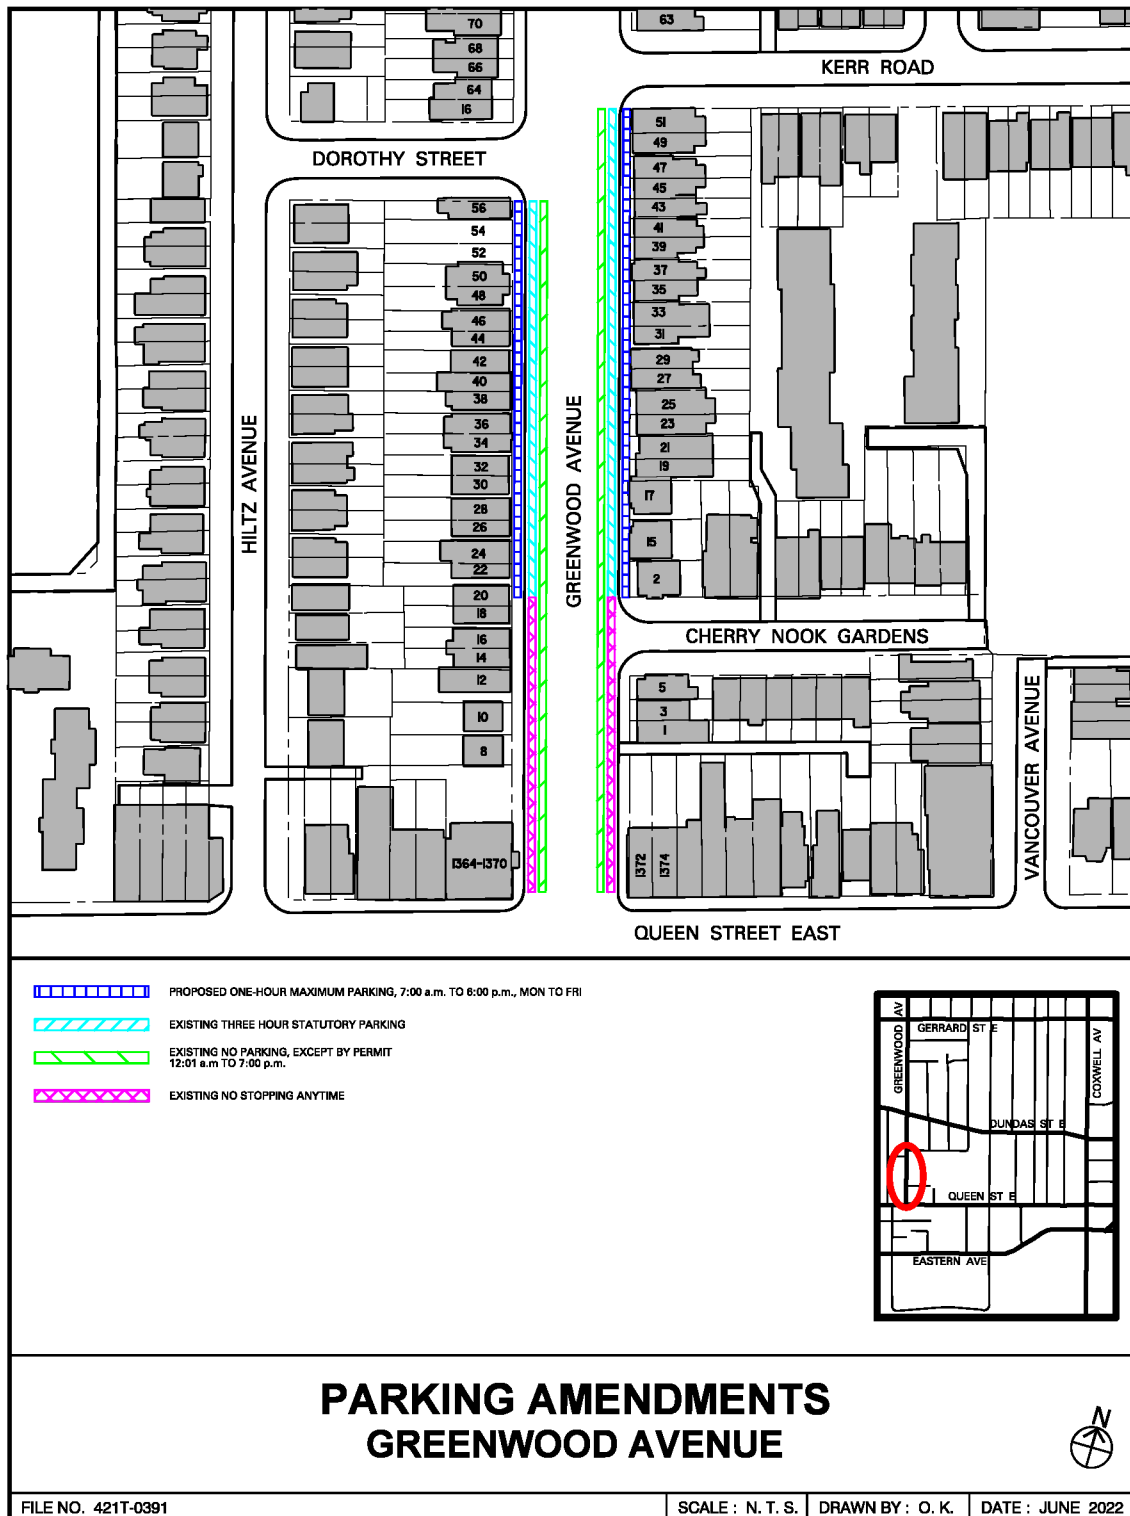 63
KERR ROAD
70
68
66
64
16
DOROTHY STREET
51
49
47
45
43
41
39
37
35
33
31
29
27
25
23
21
19
17
15
2
56
54
52
50
48
46
44
42
40
38
36
34
32
30
28
26
24
22
20
18
16
14
12
10
8
1364-1370
HILTZ AVENUE
GREENWOOD AVENUE
CHERRY NOOK GARDENS
5
3
1
1372
1374
VANCOUVER AVENUE
QUEEN STREET EAST
PROPOSED ONE-HOUR MAXIMUM PARKING, 7:00 a.m. TO 6:00 p.m., MON TO FRI
EXISTING THREE HOUR STATUTORY PARKING
EXISTING NO PARKING, EXCEPT BY PERMIT
12:01 a.m TO 7:00 p.m.
EXISTING NO STOPPING ANYTIME
GREENWOOD AV
GERRARD ST E
COXWELL AV
DUNDAS ST E
QUEEN ST E
EASTERN AVE
PARKING AMENDMENTS
GREENWOOD AVENUE
N
FILE NO. 421T-0391
SCALE : N. T. S.
DRAWN BY : O. K.
DATE : JUNE 2022